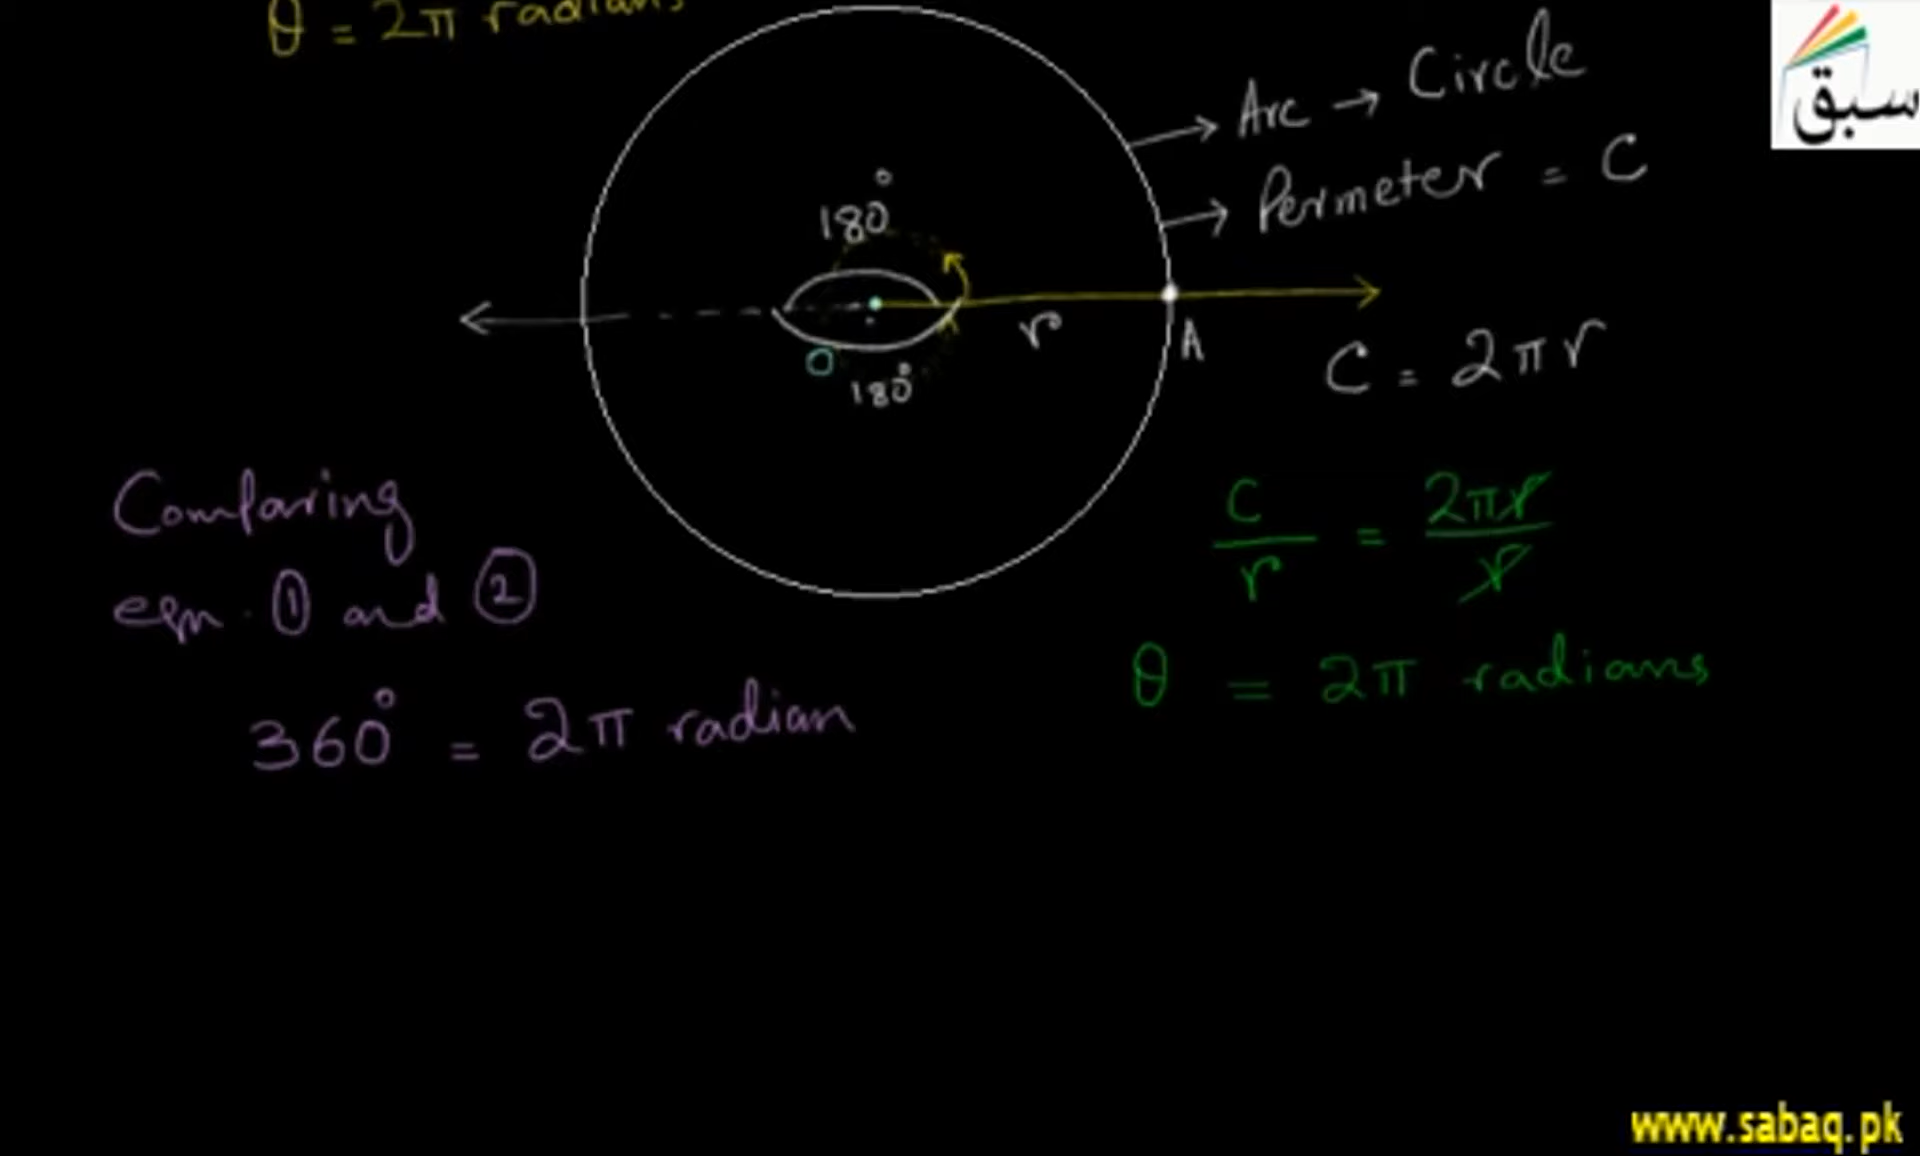 θ = 2π radians
Arc → Circle
سبق
→ Permeter = C
180°
r
A
O
180°
C = 2πr
Comparing
eqn. ① and ②
C/r = 2πr/r
θ = 2π radians
360° = 2π radian
www.sabaq.pk